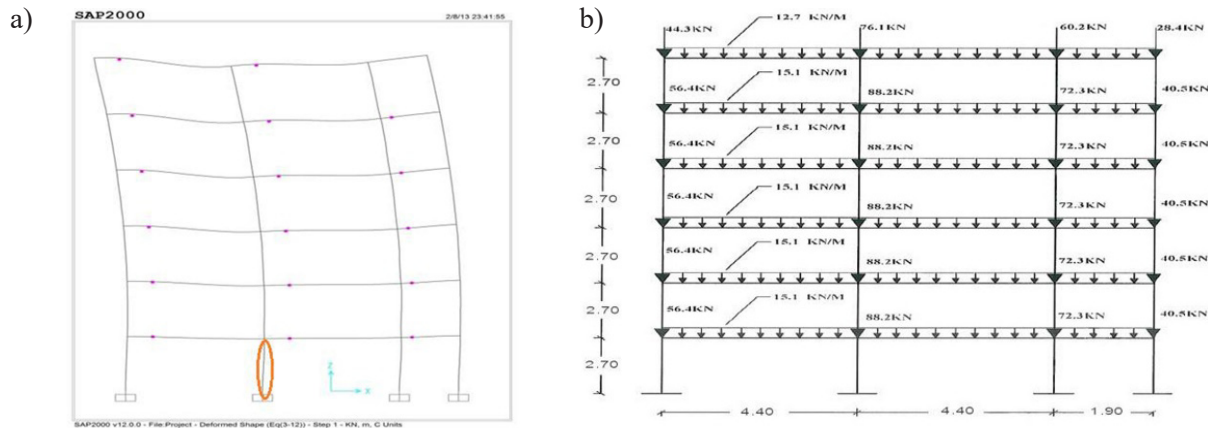 a)
SAP2000 2/8/13 23:41:55
Z
X
SAP2000 v12.0.0 - File:Project - Deformed Shape (Eq(3-12)) - Step 1 - KN, m, C Units
b)
12.7 KN/M
44.3KN 76.1KN 60.2KN 28.4KN
2.70
15.1 KN/M
56.4KN 88.2KN 72.3KN 40.5KN
2.70
15.1 KN/M
56.4KN 88.2KN 72.3KN 40.5KN
2.70
15.1 KN/M
56.4KN 88.2KN 72.3KN 40.5KN
2.70
15.1 KN/M
56.4KN 88.2KN 72.3KN 40.5KN
2.70
15.1 KN/M
56.4KN 88.2KN 72.3KN 40.5KN
2.70
4.40 4.40 1.90